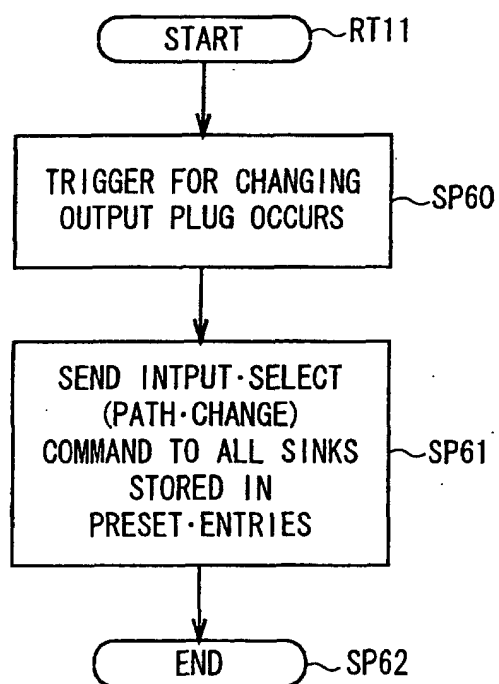 START
RT11
TRIGGER FOR CHANGING
OUTPUT PLUG OCCURS
SP60
SEND INTPUT·SELECT
(PATH·CHANGE)
COMMAND TO ALL SINKS
STORED IN
PRESET·ENTRIES
SP61
END
SP62